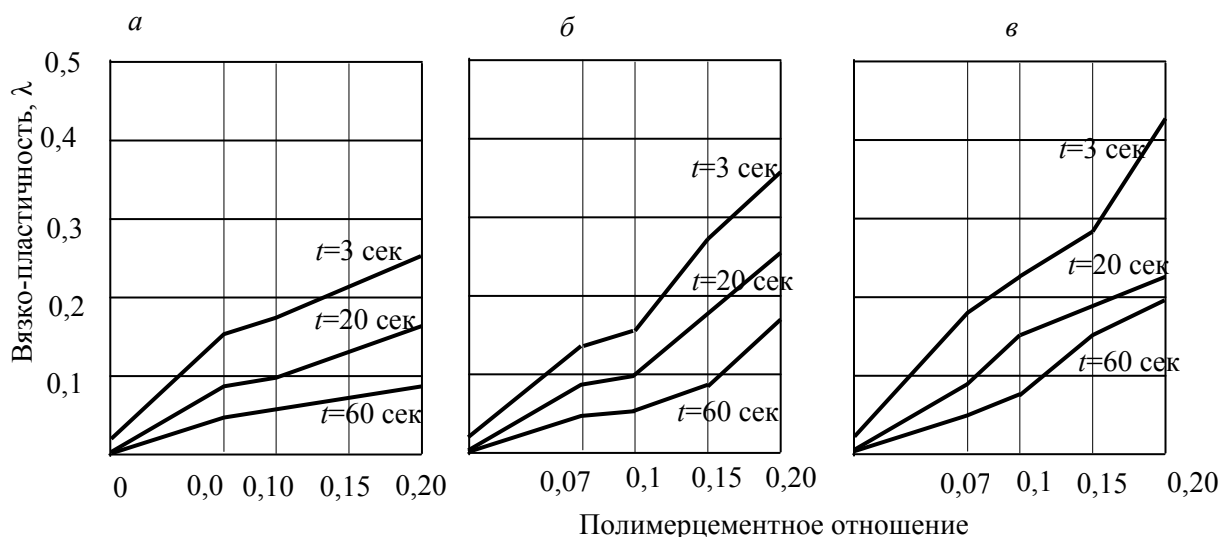 а б в
Вязко-пластичность, λ
0,5
0,4
0,3
0,2
0,1
t=3 сек
t=20 сек
t=60 сек
t=3 сек
t=20 сек
t=60 сек
t=3 сек
t=20 сек
t=60 сек
0 0,0 0,10 0,15 0,20
0,07 0,1 0,15 0,20
0,07 0,1 0,15 0,20
Полимерцементное отношение